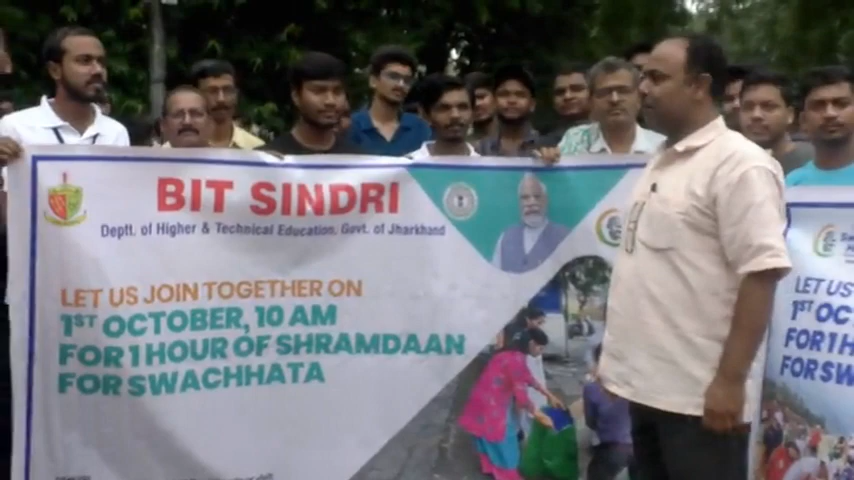 BIT SINDRI
Deptt. of Higher & Technical Education, Govt. of Jharkhand
LET US JOIN TOGETHER ON
1ST OCTOBER, 10 AM
FOR 1 HOUR OF SHRAMDAAN
FOR SWACHHATA
LET US
1ST OC
FOR 1 H
FOR SW